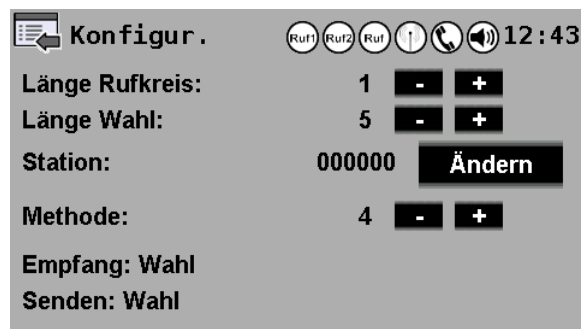 Konfigur. Ruf1 Ruf2 Ruf 12:43
Länge Rufkreis: 1 - +
Länge Wahl: 5 - +
Station: 000000 Ändern
Methode: 4 - +
Empfang: Wahl
Senden: Wahl